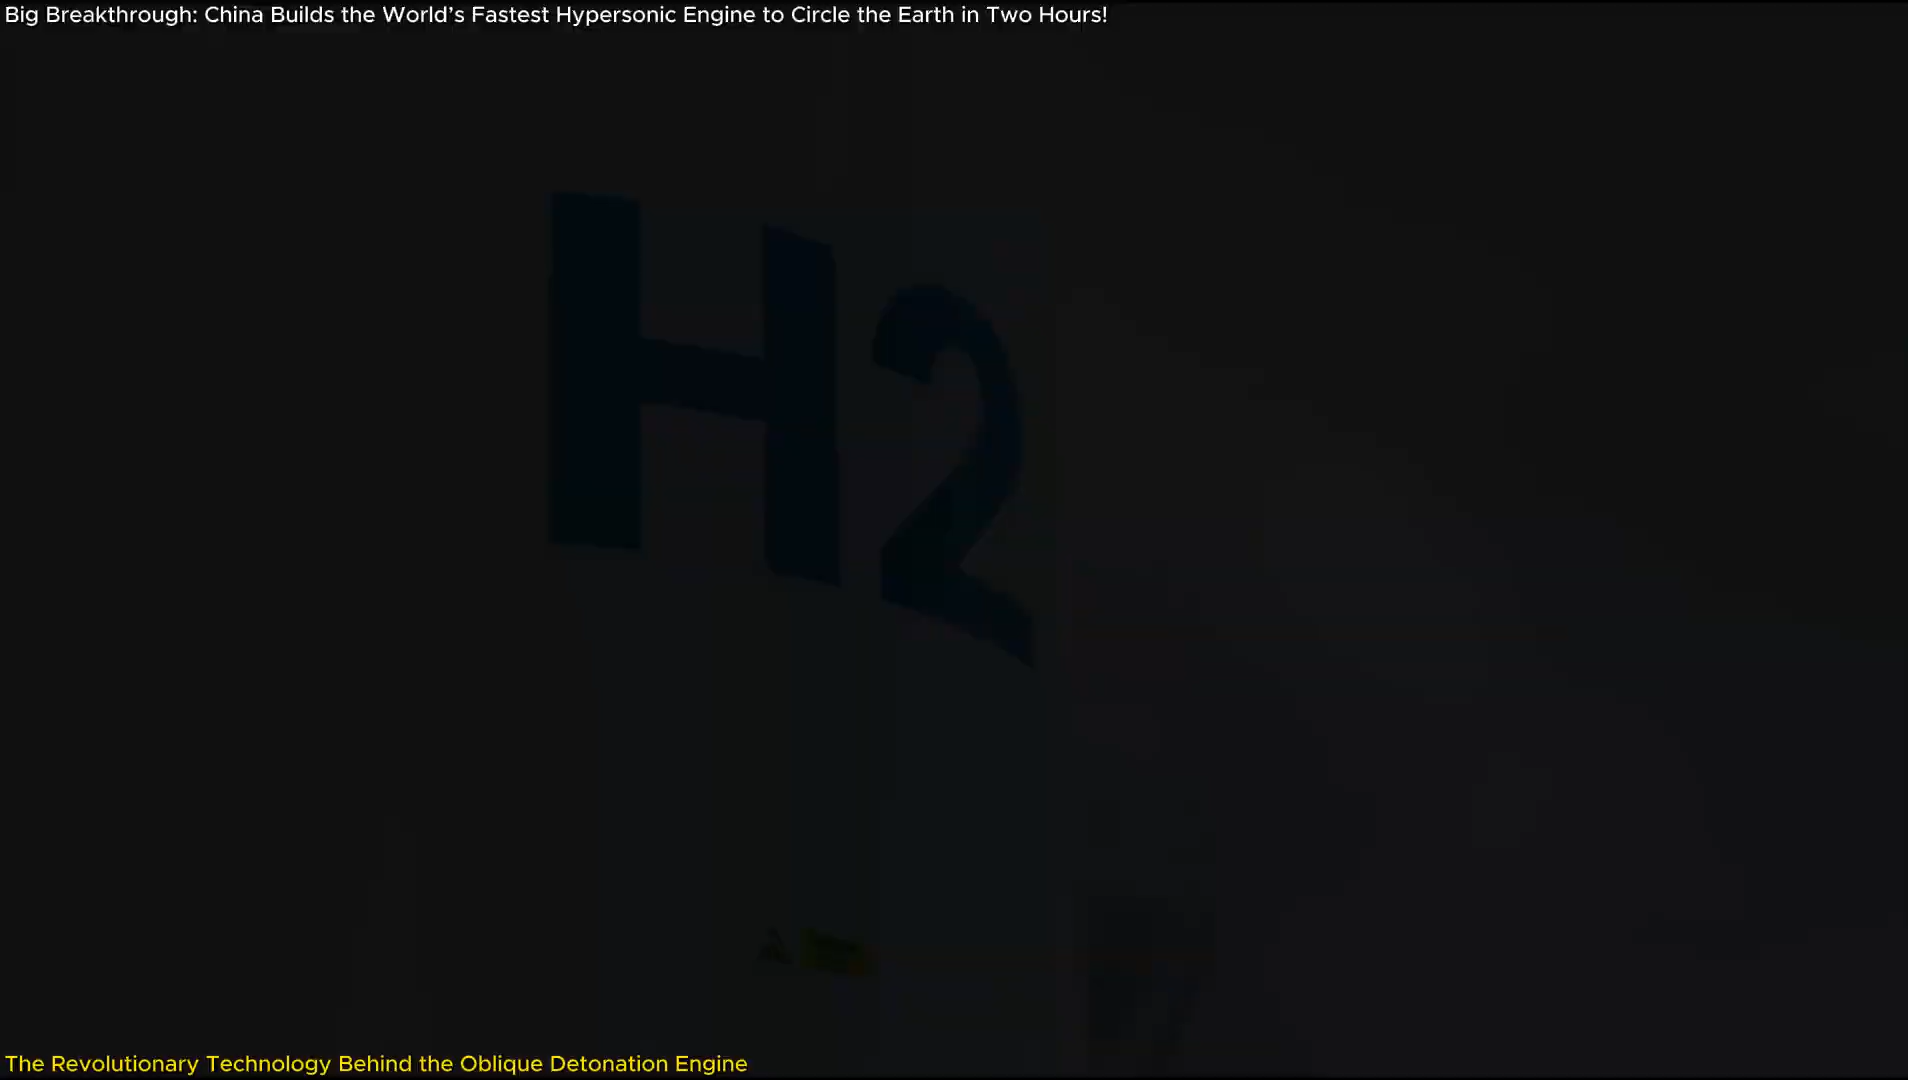 Big Breakthrough: China Builds the World's Fastest Hypersonic Engine to Circle the Earth in Two Hours!
H2
The Revolutionary Technology Behind the Oblique Detonation Engine